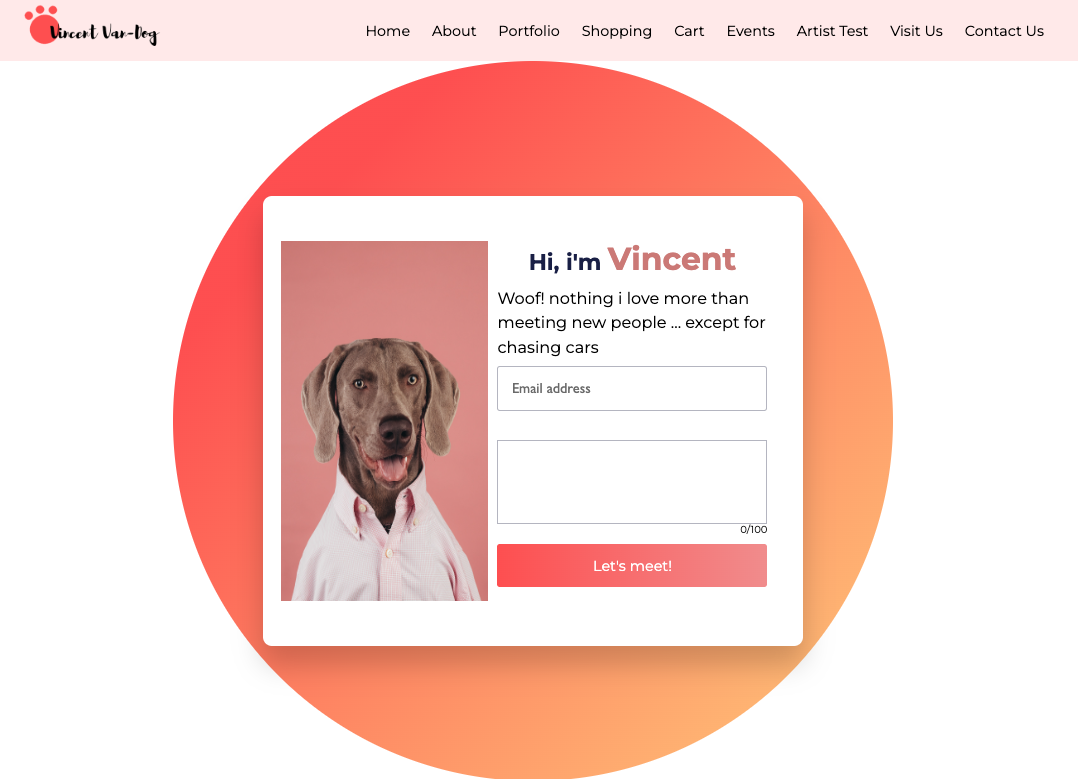 Vincent Van-Dog
Home About Portfolio Shopping Cart Events Artist Test Visit Us Contact Us
Hi, i'm Vincent
Woof! nothing i love more than
meeting new people ... except for
chasing cars
Email address
0/100
Let's meet!